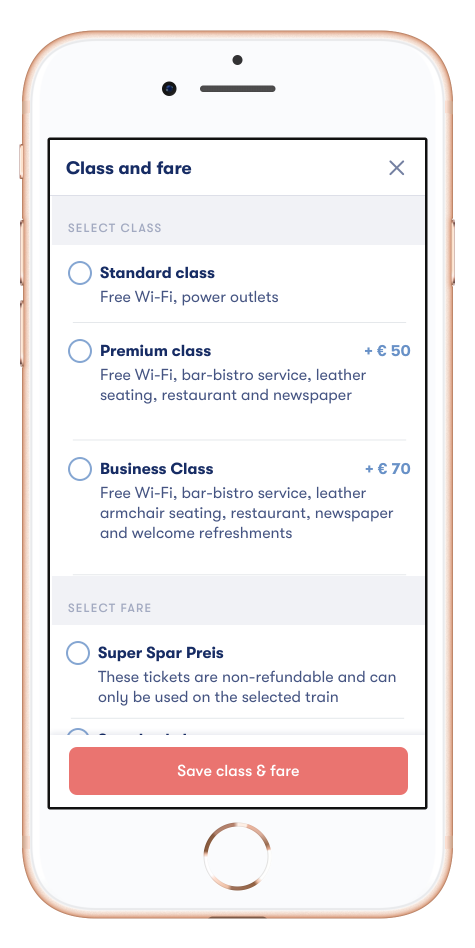 Class and fare
SELECT CLASS
Standard class
Free Wi-Fi, power outlets
Premium class + € 50
Free Wi-Fi, bar-bistro service, leather
seating, restaurant and newspaper
Business Class + € 70
Free Wi-Fi, bar-bistro service, leather
armchair seating, restaurant, newspaper
and welcome refreshments
SELECT FARE
Super Spar Preis
These tickets are non-refundable and can
only be used on the selected train
Save class & fare